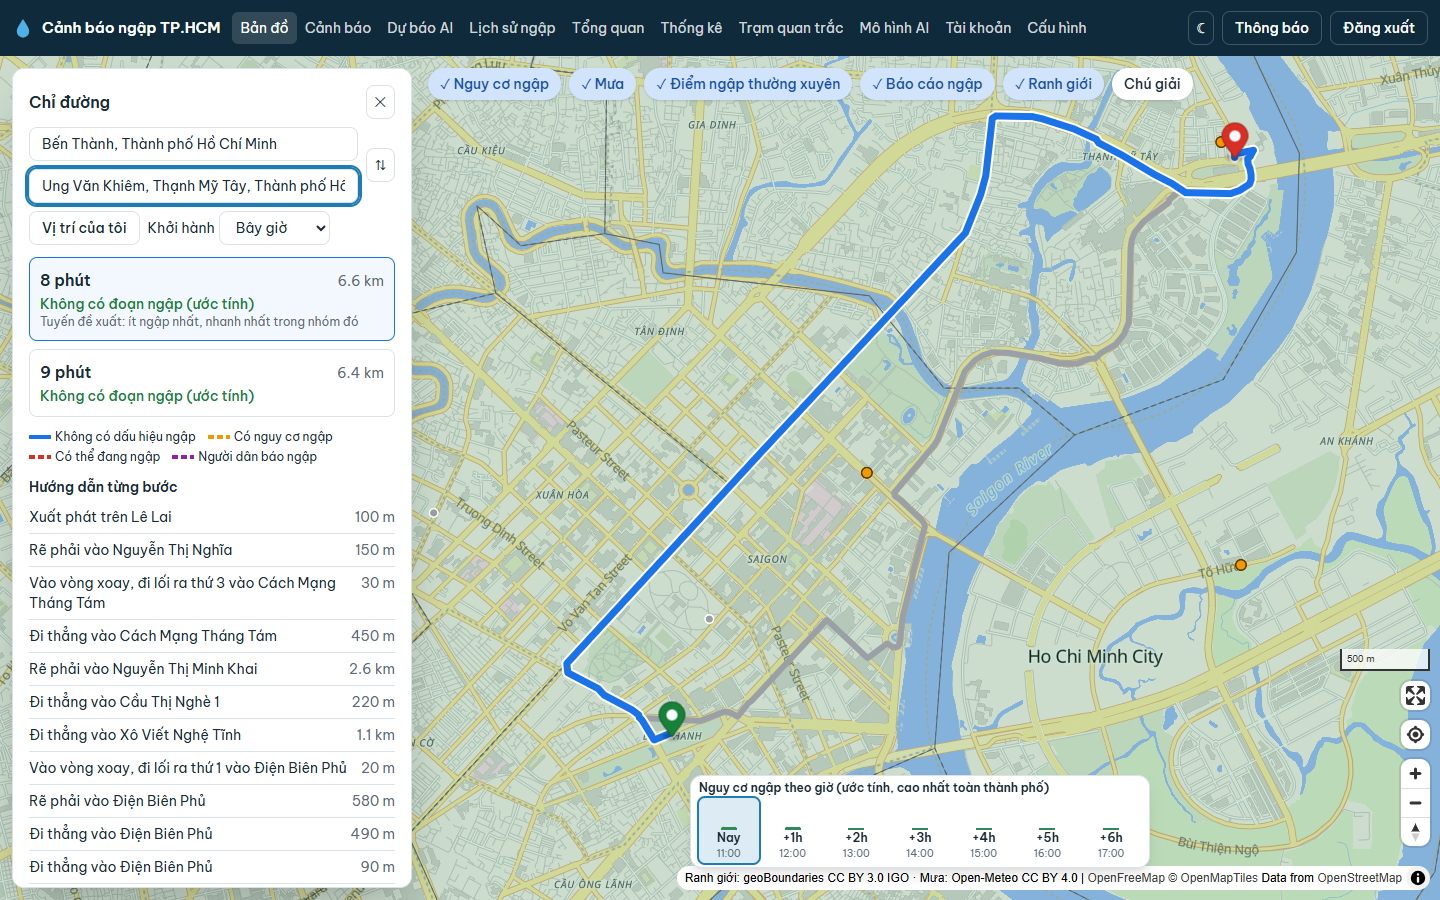 Cảnh báo ngập TP.HCM
Bản đồ
Cảnh báo
Dự báo AI
Lịch sử ngập
Tổng quan
Thống kê
Trạm quan trắc
Mô hình AI
Tài khoản
Cấu hình
Thông báo
Đăng xuất
Chỉ đường
Bến Thành, Thành phố Hồ Chí Minh
Ung Văn Khiêm, Thạnh Mỹ Tây, Thành phố Hồ
Vị trí của tôi
Khởi hành
Bây giờ
8 phút
6.6 km
Không có đoạn ngập (ước tính)
Tuyến đề xuất: ít ngập nhất, nhanh nhất trong nhóm đó
9 phút
6.4 km
Không có đoạn ngập (ước tính)
Không có dấu hiệu ngập
Có nguy cơ ngập
Có thể đang ngập
Người dân báo ngập
Hướng dẫn từng bước
Xuất phát trên Lê Lai 100 m
Rẽ phải vào Nguyễn Thị Nghĩa 150 m
Vào vòng xoay, đi lối ra thứ 3 vào Cách Mạng 30 m
Tháng Tám
Đi thẳng vào Cách Mạng Tháng Tám 450 m
Rẽ phải vào Nguyễn Thị Minh Khai 2.6 km
Đi thẳng vào Cầu Thị Nghè 1 220 m
Đi thẳng vào Xô Viết Nghệ Tĩnh 1.1 km
Vào vòng xoay, đi lối ra thứ 1 vào Điện Biên Phủ 20 m
Rẽ phải vào Điện Biên Phủ 580 m
Đi thẳng vào Điện Biên Phủ 490 m
Đi thẳng vào Điện Biên Phủ 90 m
✓ Nguy cơ ngập
✓ Mưa
✓ Điểm ngập thường xuyên
✓ Báo cáo ngập
✓ Ranh giới
Chú giải
Xuân Thủy
GIA DINH
CẦU KIỆU
TÂN ĐỊNH
Pasteur Street
XUÂN HÒA
Truong Dinh Street
Vo Van Tan Street
SAIGON
Pasteur Street
Saigon River
AN KHÁNH
Tố Hữu
Ho Chi Minh City
500 m
Bùi Thiện Ngộ
CẦU ÔNG LÃNH
Nguy cơ ngập theo giờ (ước tính, cao nhất toàn thành phố)
Nay +1h +2h +3h +4h +5h +6h
11:00 12:00 13:00 14:00 15:00 16:00 17:00
Ranh giới: geoBoundaries CC BY 3.0 IGO · Mưa: Open-Meteo CC BY 4.0 | OpenFreeMap © OpenMapTiles Data from OpenStreetMap